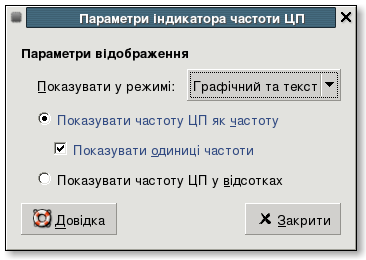 Параметри індикатора частоти ЦП
Параметри відображення
Показувати у режимі: Графічний та текст
Показувати частоту ЦП як частоту
Показувати одиниці частоти
Показувати частоту ЦП у відсотках
Довідка Закрити